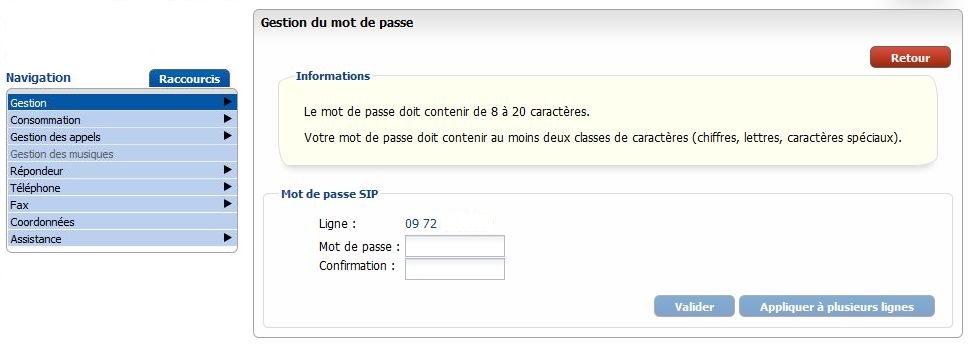 Gestion du mot de passe
Retour
Navigation
Raccourcis
Gestion
Consommation
Gestion des appels
Gestion des musiques
Répondeur
Téléphone
Fax
Coordonnées
Assistance
Informations
Le mot de passe doit contenir de 8 à 20 caractères.
Votre mot de passe doit contenir au moins deux classes de caractères (chiffres, lettres, caractères spéciaux).
Mot de passe SIP
Ligne : 09 72
Mot de passe :
Confirmation :
Valider
Appliquer à plusieurs lignes